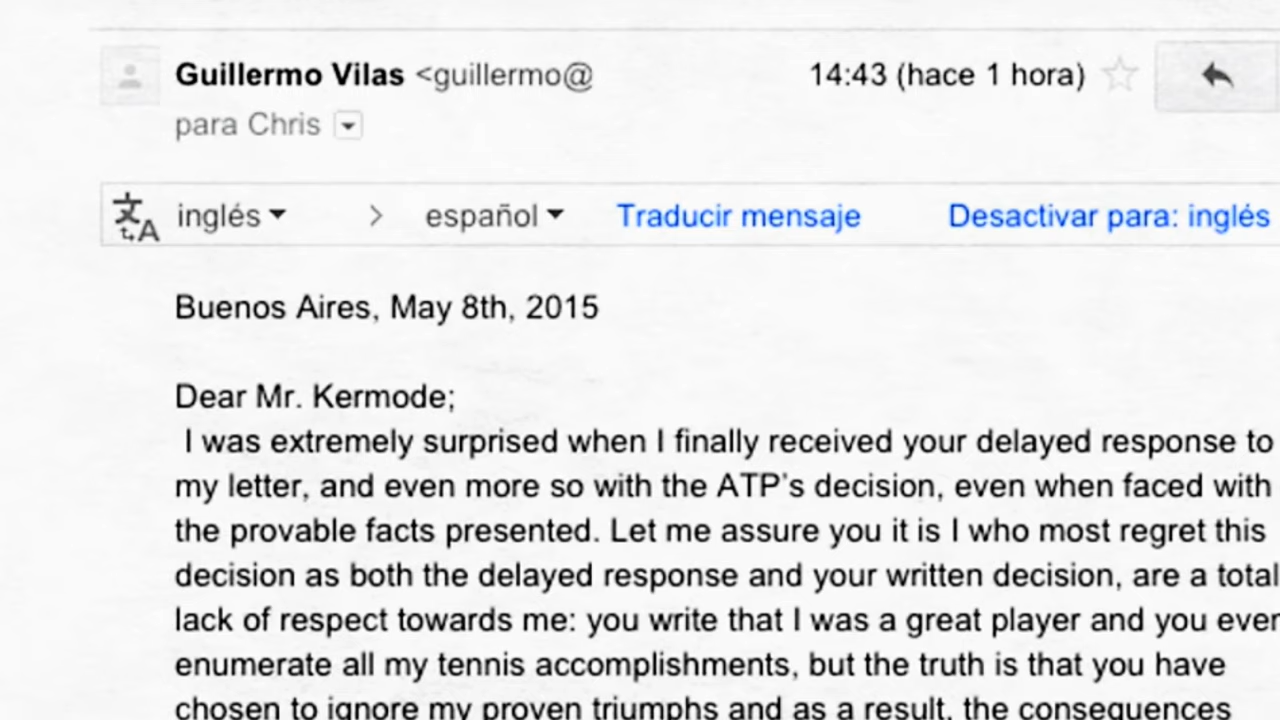 Guillermo Vilas <guillermo@ 14:43 (hace 1 hora)
para Chris
inglés > español Traducir mensaje Desactivar para: inglés
Buenos Aires, May 8th, 2015
Dear Mr. Kermode;
I was extremely surprised when I finally received your delayed response to
my letter, and even more so with the ATP's decision, even when faced with
the provable facts presented. Let me assure you it is I who most regret this
decision as both the delayed response and your written decision, are a total
lack of respect towards me: you write that I was a great player and you ever
enumerate all my tennis accomplishments, but the truth is that you have
chosen to ignore my proven triumphs and as a result, the consequences